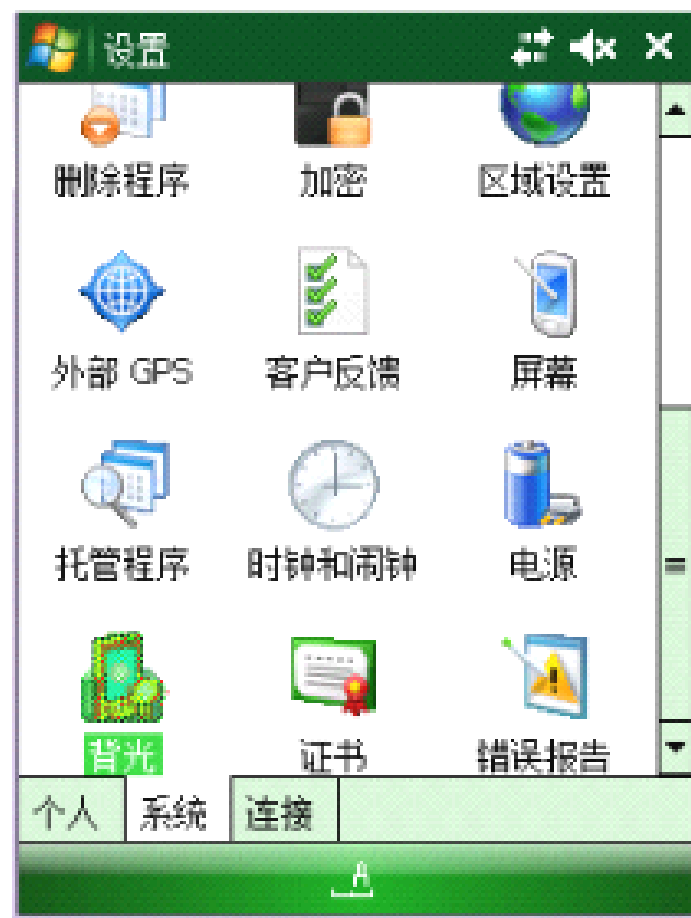 设置
删除程序 加密 区域设置
外部 GPS 客户反馈 屏幕
托管程序 时钟和闹钟 电源
背光 证书 错误报告
个人 系统 连接
A